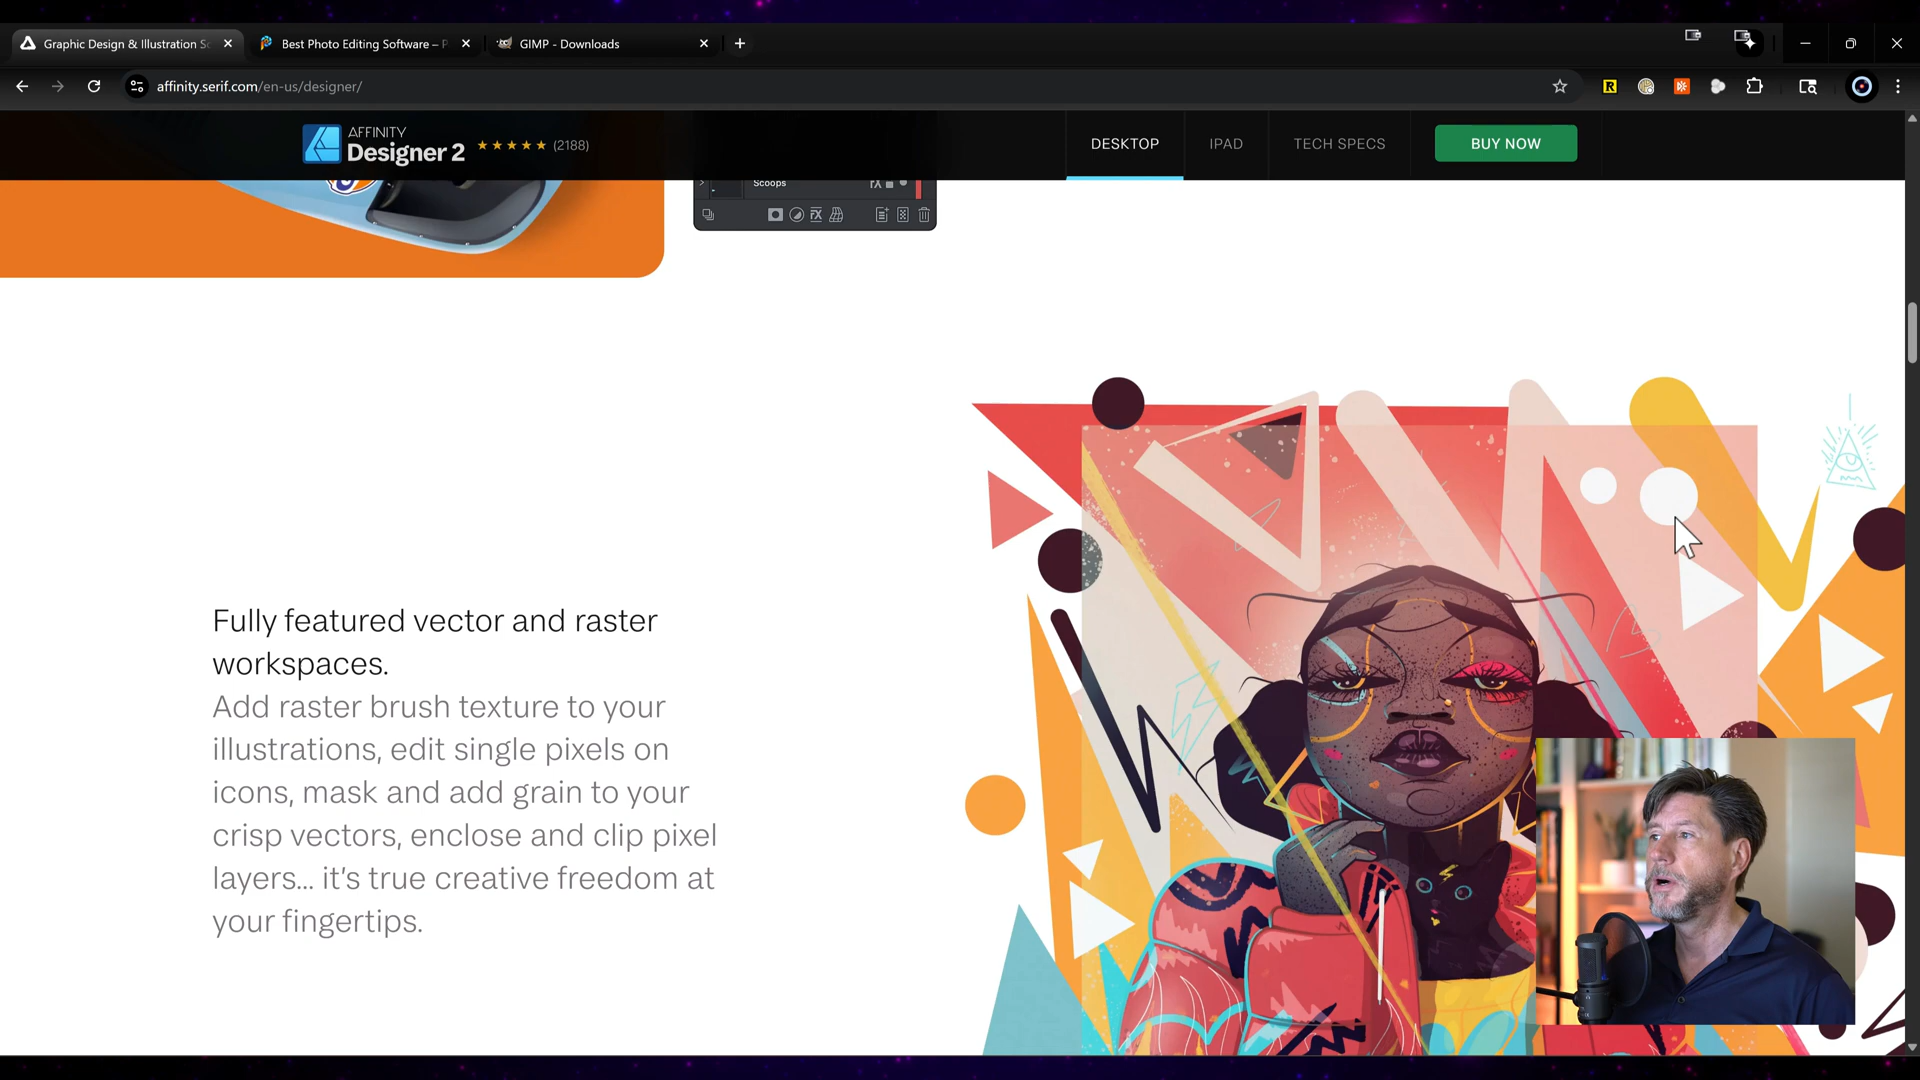 Graphic Design & Illustration So
Best Photo Editing Software – P
GIMP - Downloads
affinity.serif.com/en-us/designer/
AFFINITY
Designer 2
(2188)
DESKTOP
IPAD
TECH SPECS
BUY NOW
Scoops
Fully featured vector and raster
workspaces.
Add raster brush texture to your
illustrations, edit single pixels on
icons, mask and add grain to your
crisp vectors, enclose and clip pixel
layers... it's true creative freedom at
your fingertips.